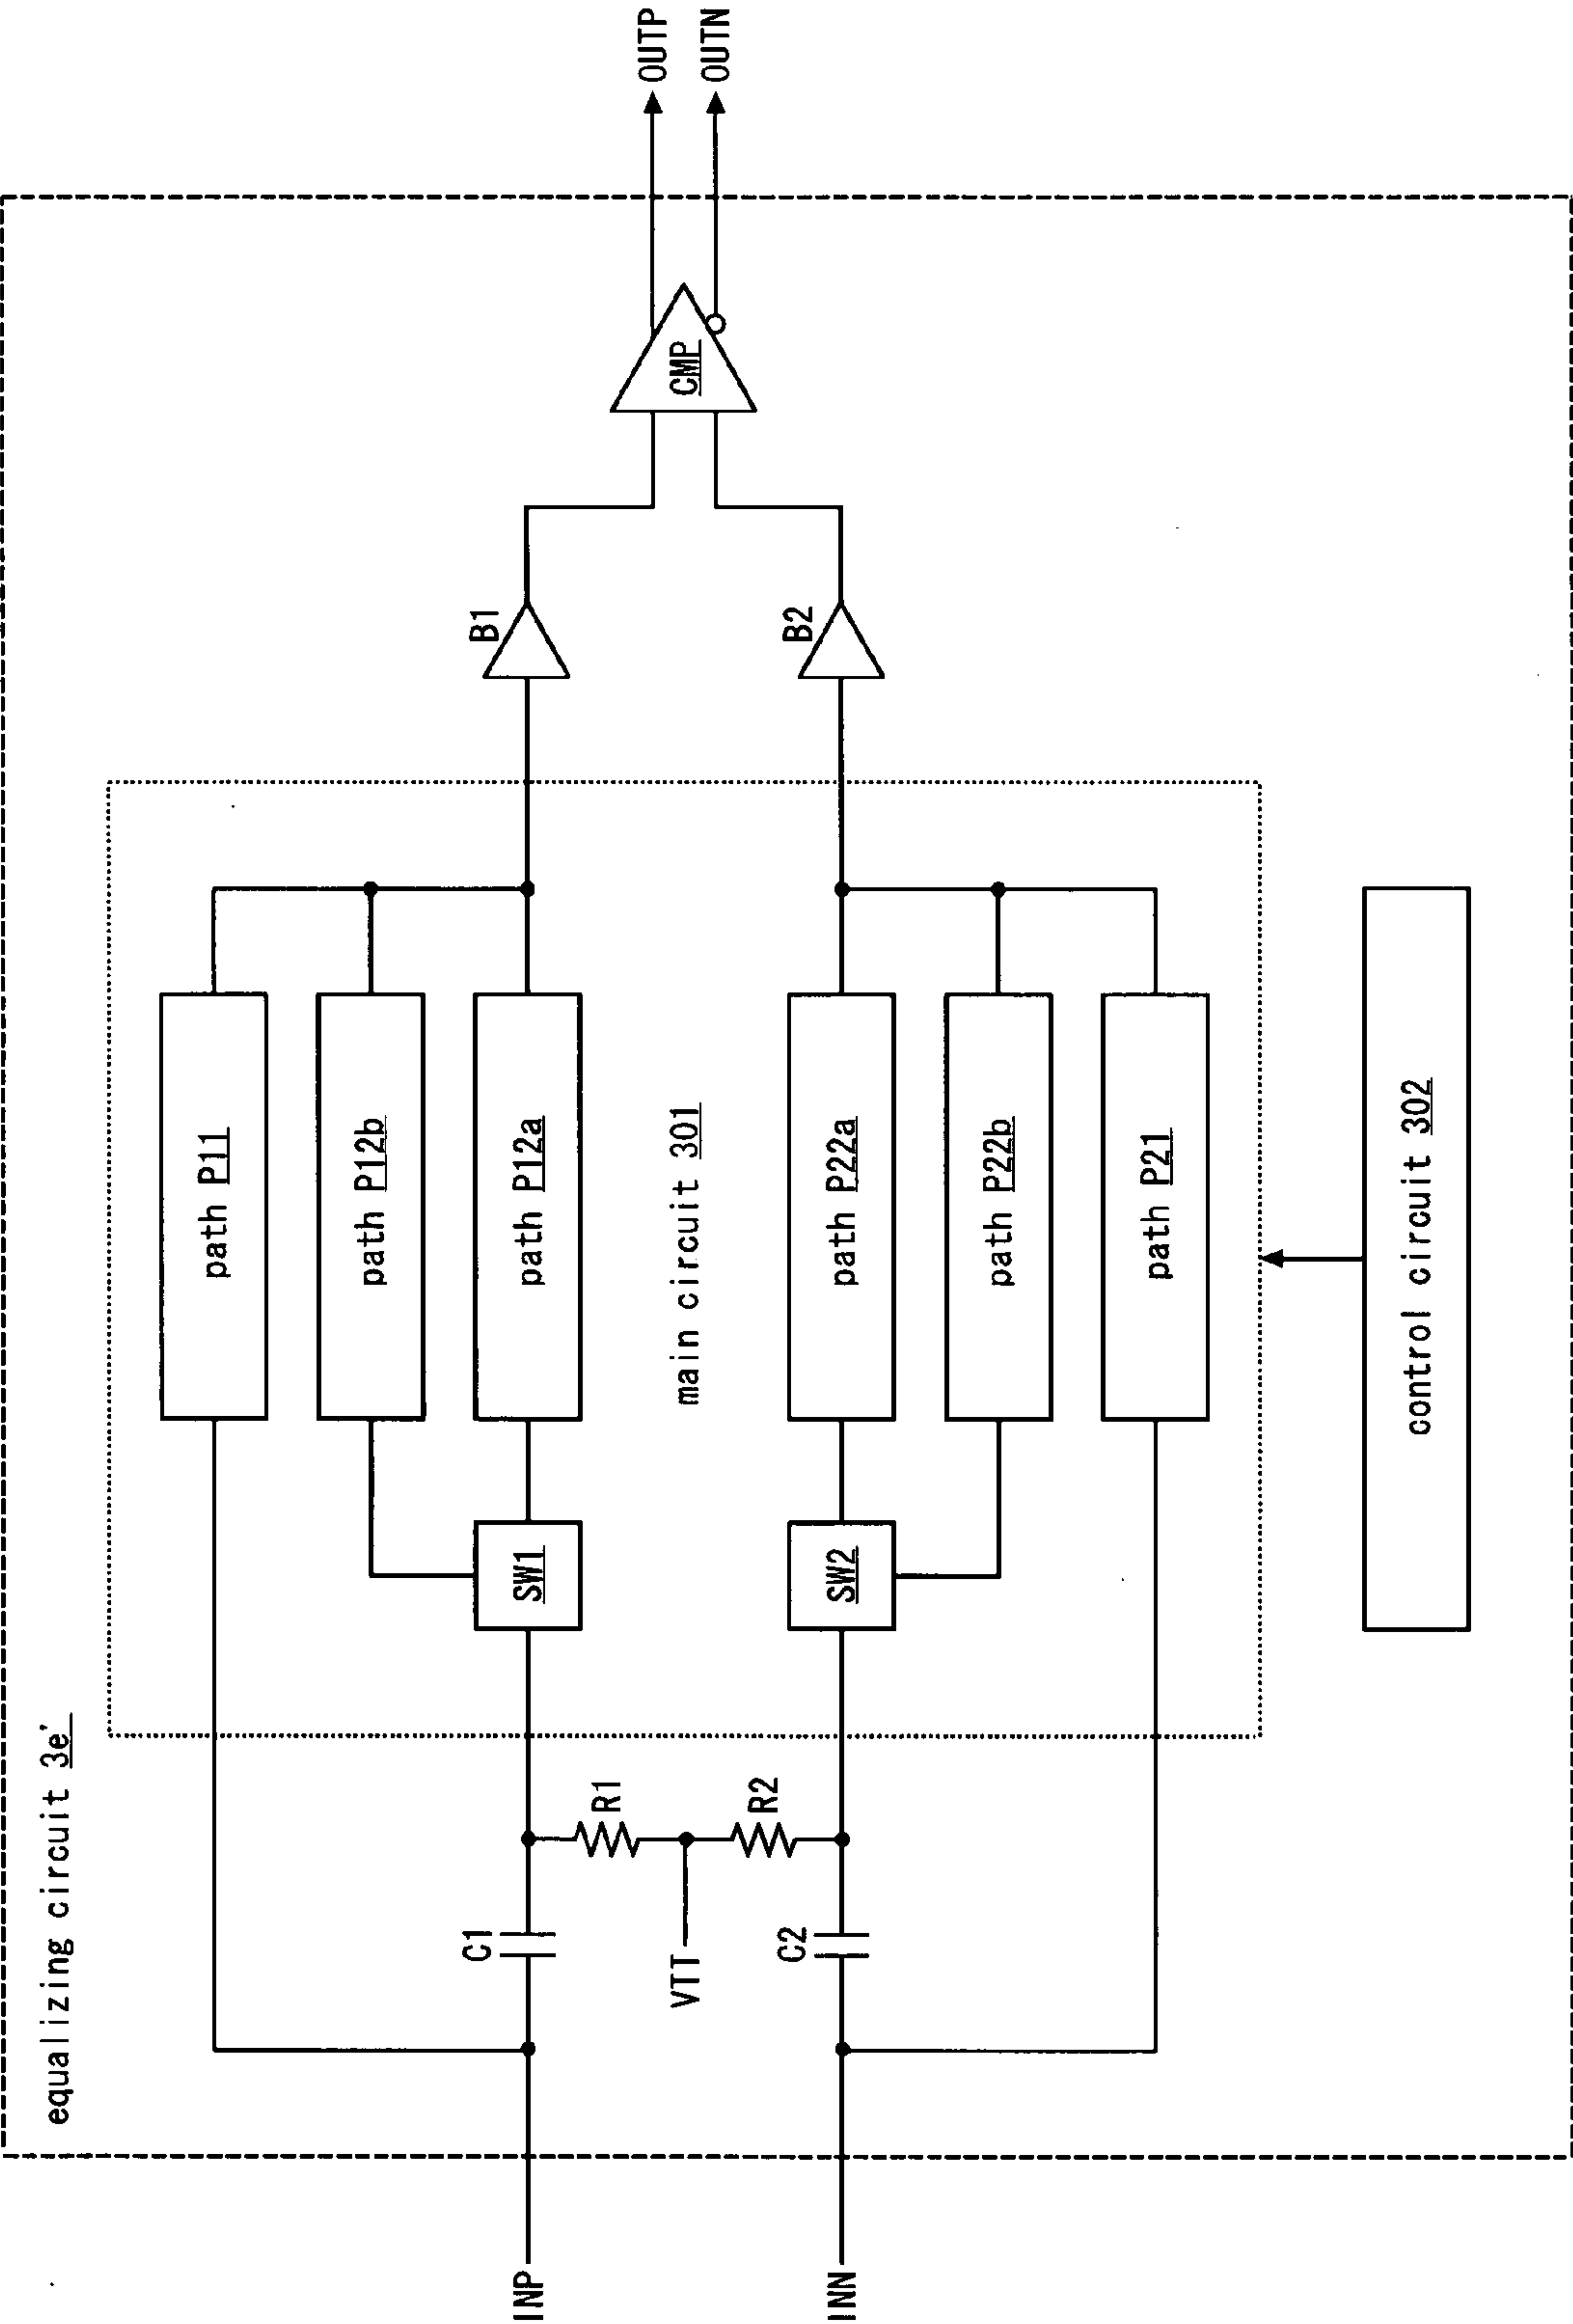 equalizing circuit 3e'
path P11
path P12b
C1
SW1
path P12a
B1
INP
R1
OUTP
VTT
main circuit 301
CMP
OUTN
R2
C2
SW2
path P22a
B2
INN
path P22b
path P21
control circuit 302